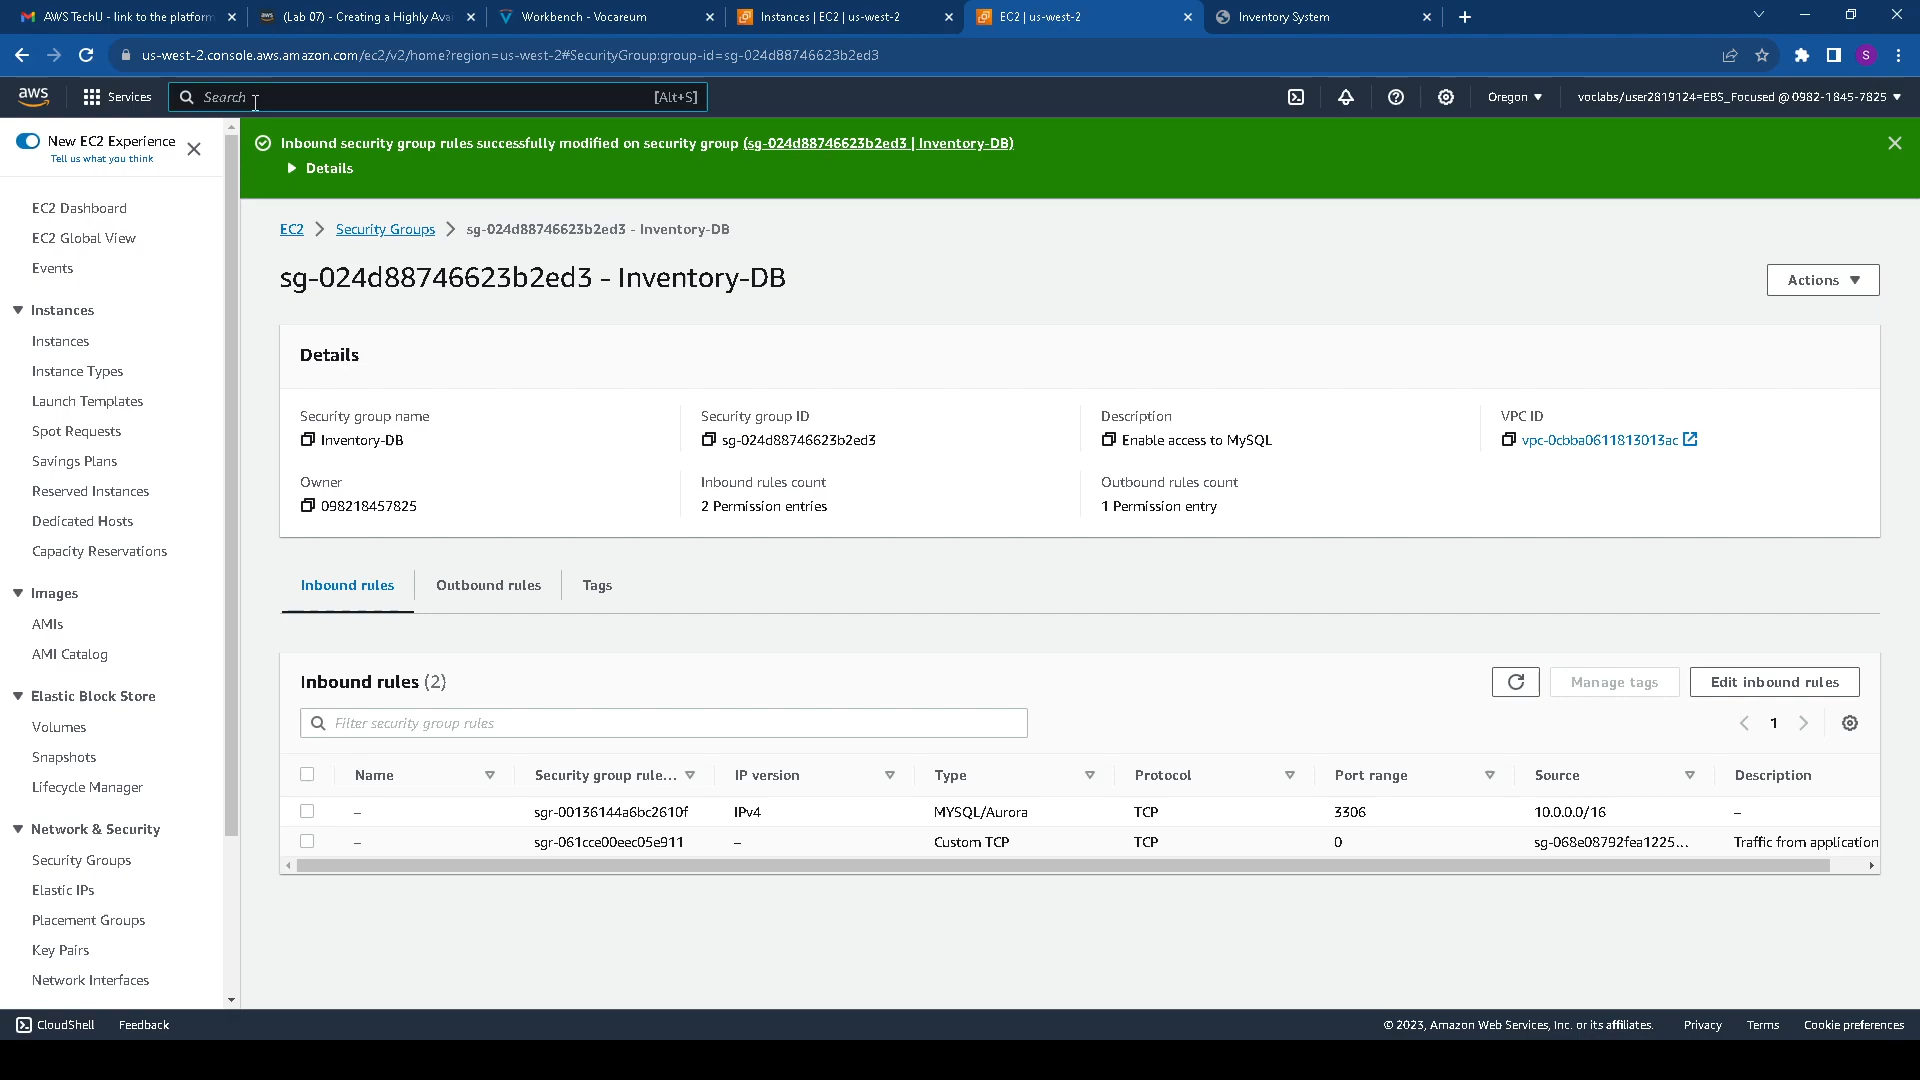 AWS TechU - link to the platform
(Lab 07) - Creating a Highly Ava
Workbench - Vocareum
Instances | EC2 | us-west-2
EC2 | us-west-2
Inventory System
us-west-2.console.aws.amazon.com/ec2/v2/home?region=us-west-2#SecurityGroup:group-id=sg-024d88746623b2ed3
S
aws
Services
Search
[Alt+S]
Oregon
voclabs/user2819124=EBS_Focused @ 0982-1845-7825
New EC2 Experience
Tell us what you think
EC2 Dashboard
EC2 Global View
Events
Instances
Instances
Instance Types
Launch Templates
Spot Requests
Savings Plans
Reserved Instances
Dedicated Hosts
Capacity Reservations
Images
AMIs
AMI Catalog
Elastic Block Store
Volumes
Snapshots
Lifecycle Manager
Network & Security
Security Groups
Elastic IPs
Placement Groups
Key Pairs
Network Interfaces
Inbound security group rules successfully modified on security group (sg-024d88746623b2ed3 | Inventory-DB)
Details
EC2 > Security Groups > sg-024d88746623b2ed3 - Inventory-DB
sg-024d88746623b2ed3 - Inventory-DB
Actions
Details
Security group name
Inventory-DB
Security group ID
sg-024d88746623b2ed3
Description
Enable access to MySQL
VPC ID
vpc-0cbba0611813013ac
Owner
098218457825
Inbound rules count
2 Permission entries
Outbound rules count
1 Permission entry
Inbound rules
Outbound rules
Tags
Inbound rules (2)
Manage tags
Edit inbound rules
Filter security group rules
1
Name Security group rule... IP version Type Protocol Port range Source Description
– sgr-00136144a6bc2610f IPv4 MYSQL/Aurora TCP 3306 10.0.0.0/16 –
– sgr-061cce00eec05e911 – Custom TCP TCP 0 sg-068e08792fea1225... Traffic from application
CloudShell
Feedback
© 2023, Amazon Web Services, Inc. or its affiliates.
Privacy
Terms
Cookie preferences